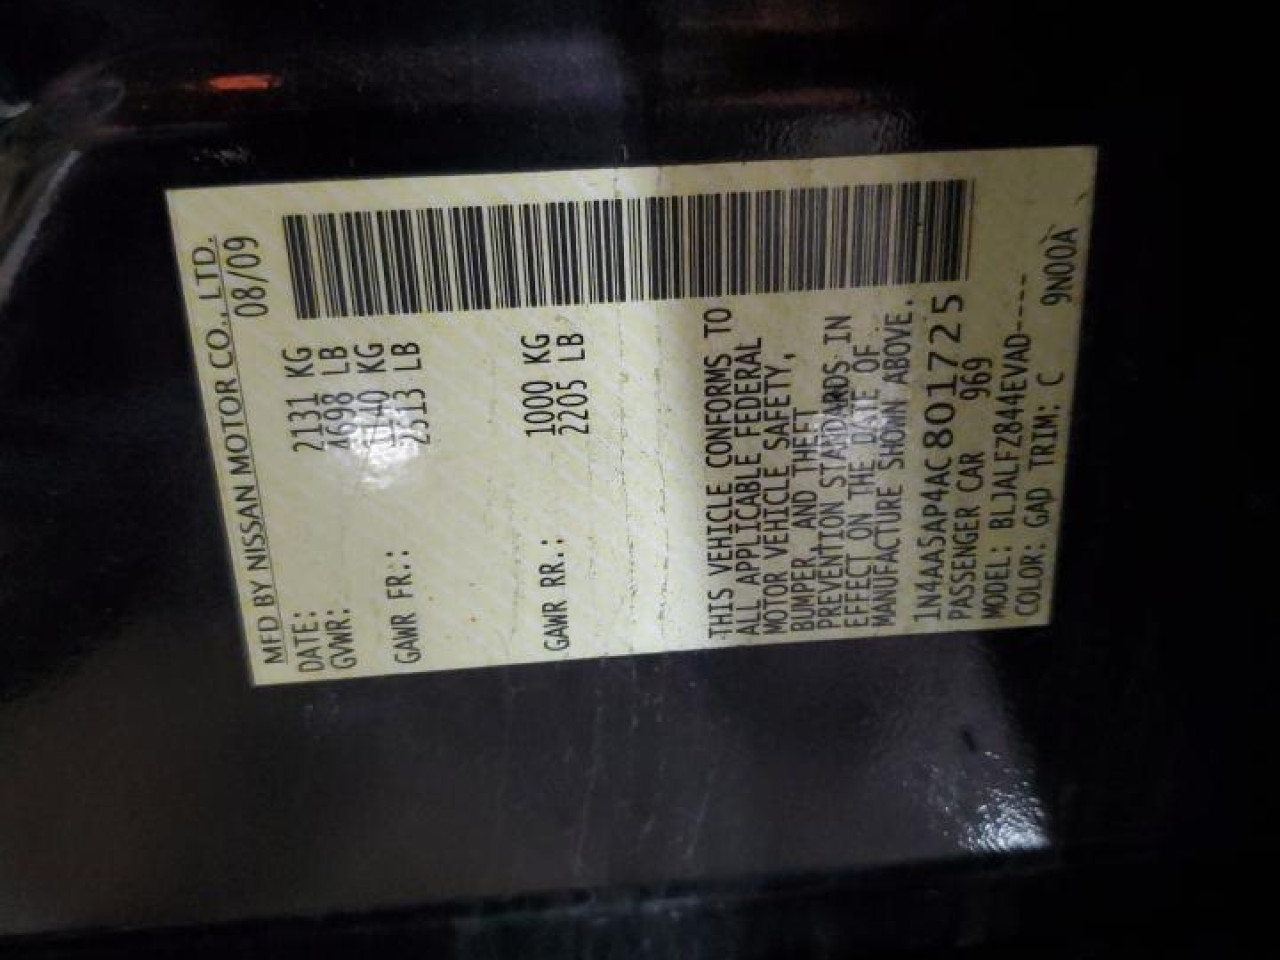 MFD BY NISSAN MOTOR CO., LTD.
DATE: 08/09
GVWR: 2131 KG
4698 LB
GAWR FR.: 1140 KG
2513 LB
GAWR RR.: 1000 KG
2205 LB
THIS VEHICLE CONFORMS TO
ALL APPLICABLE FEDERAL
MOTOR VEHICLE SAFETY,
BUMPER, AND THEFT
PREVENTION STANDARDS IN
EFFECT ON THE DATE OF
MANUFACTURE SHOWN ABOVE.
1N4AA5AP4AC801725
PASSENGER CAR 969
MODEL: BLJALFZ844EVAD----
COLOR: GAD TRIM: C 9N00A